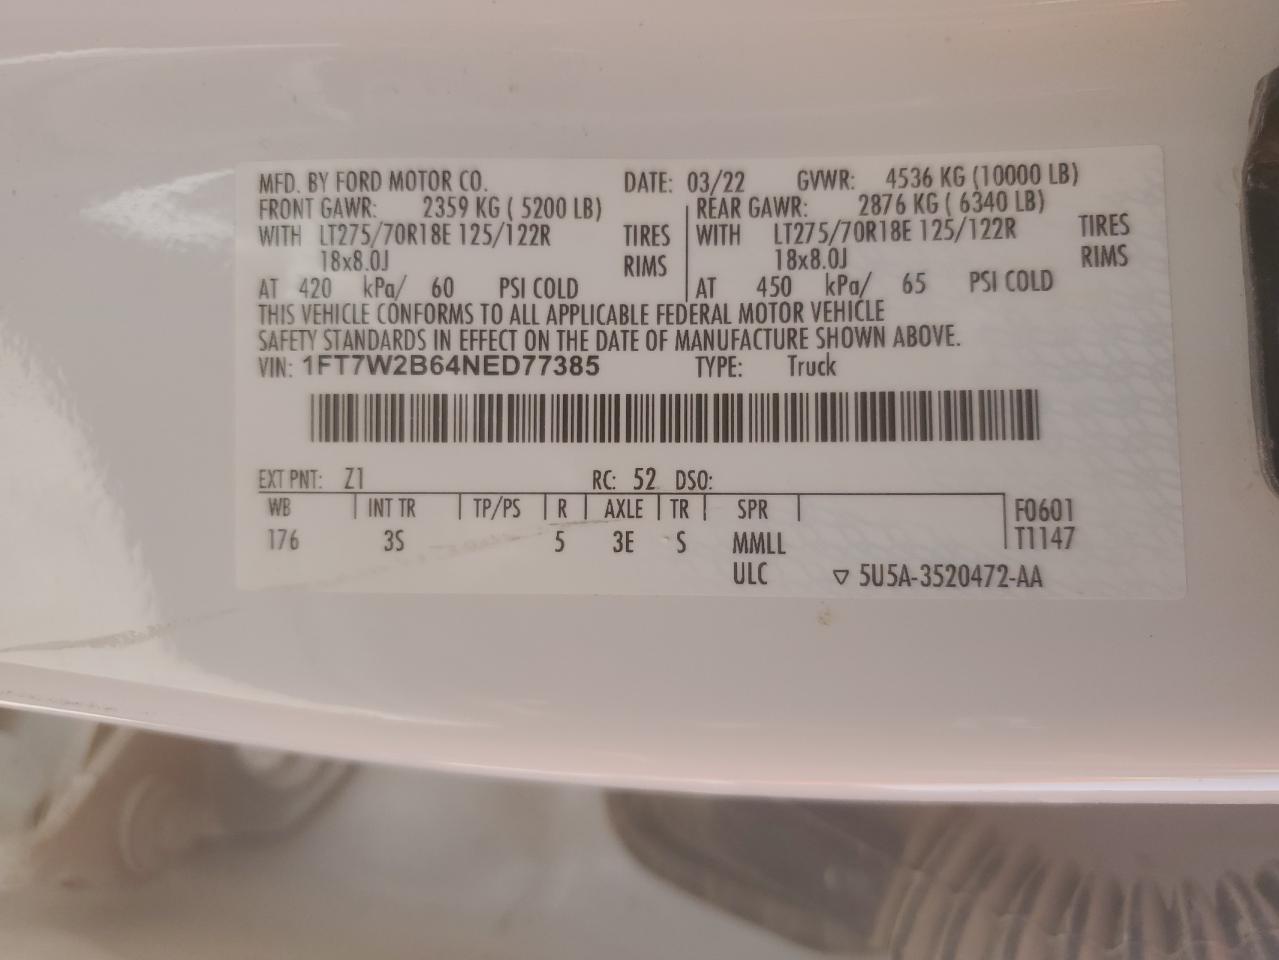 MFD. BY FORD MOTOR CO. DATE: 03/22 GVWR: 4536 KG (10000 LB)
FRONT GAWR: 2359 KG ( 5200 LB) REAR GAWR: 2876 KG ( 6340 LB)
WITH LT275/70R18E 125/122R TIRES WITH LT275/70R18E 125/122R TIRES
18x8.0J RIMS 18x8.0J RIMS
AT 420 kPa/ 60 PSI COLD AT 450 kPa/ 65 PSI COLD
THIS VEHICLE CONFORMS TO ALL APPLICABLE FEDERAL MOTOR VEHICLE
SAFETY STANDARDS IN EFFECT ON THE DATE OF MANUFACTURE SHOWN ABOVE.
VIN: 1FT7W2B64NED77385 TYPE: Truck
EXT PNT: Z1 RC: 52 DSO:
WB INT TR TP/PS R AXLE TR SPR F0601
176 3S 5 3E S MMLL T1147
ULC ▽ 5U5A-3520472-AA